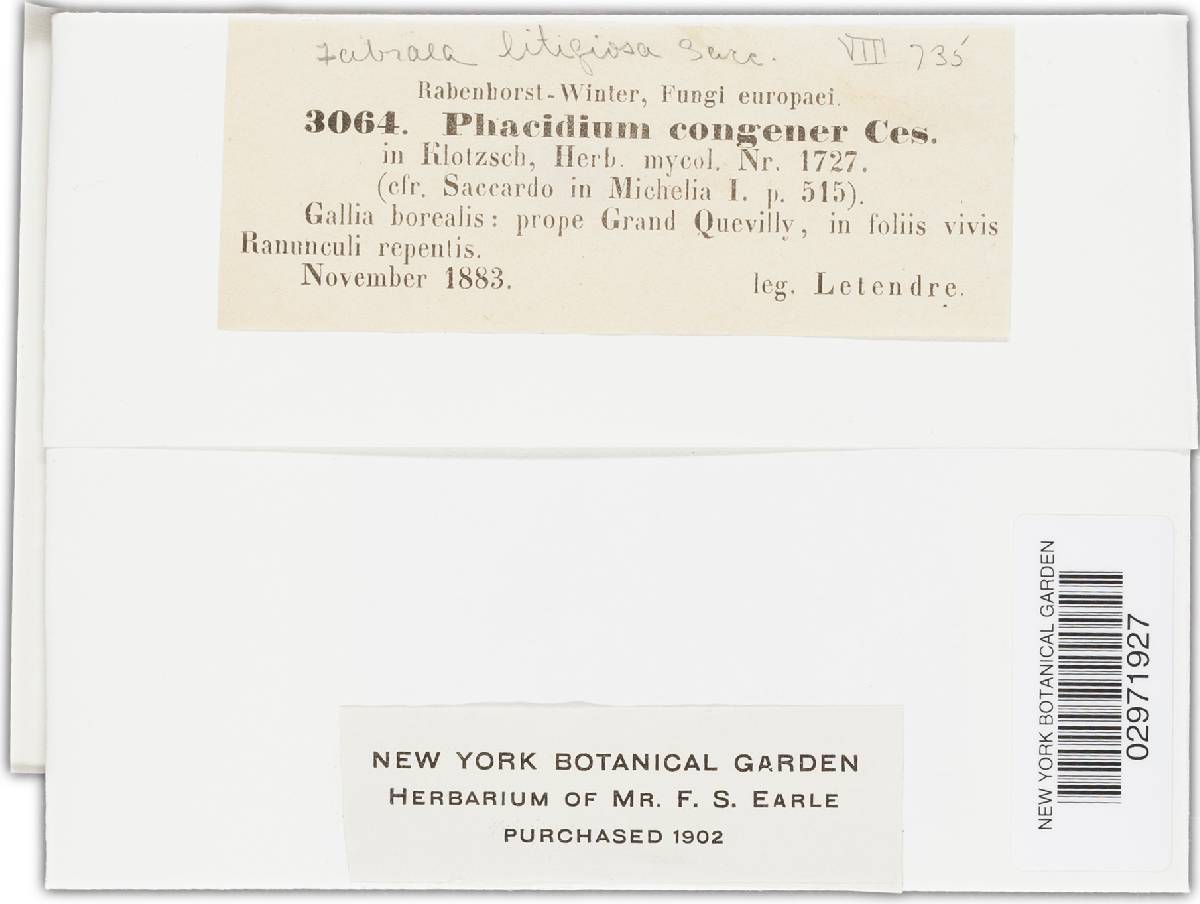 Fabraea litigiosa Sacc. VIII 735
Rabenhorst-Winter, Fungi europaei.
3064. Phacidium congener Ces.
in Klotzsch, Herb. mycol. Nr. 1727.
(cfr. Saccardo in Michelia I. p. 515).
Gallia borealis: prope Grand Quevilly, in foliis vivis
Ranunculi repentis.
November 1883. leg. Letendre.
NEW YORK BOTANICAL GARDEN
02971927
NEW YORK BOTANICAL GARDEN
HERBARIUM OF MR. F. S. EARLE
PURCHASED 1902